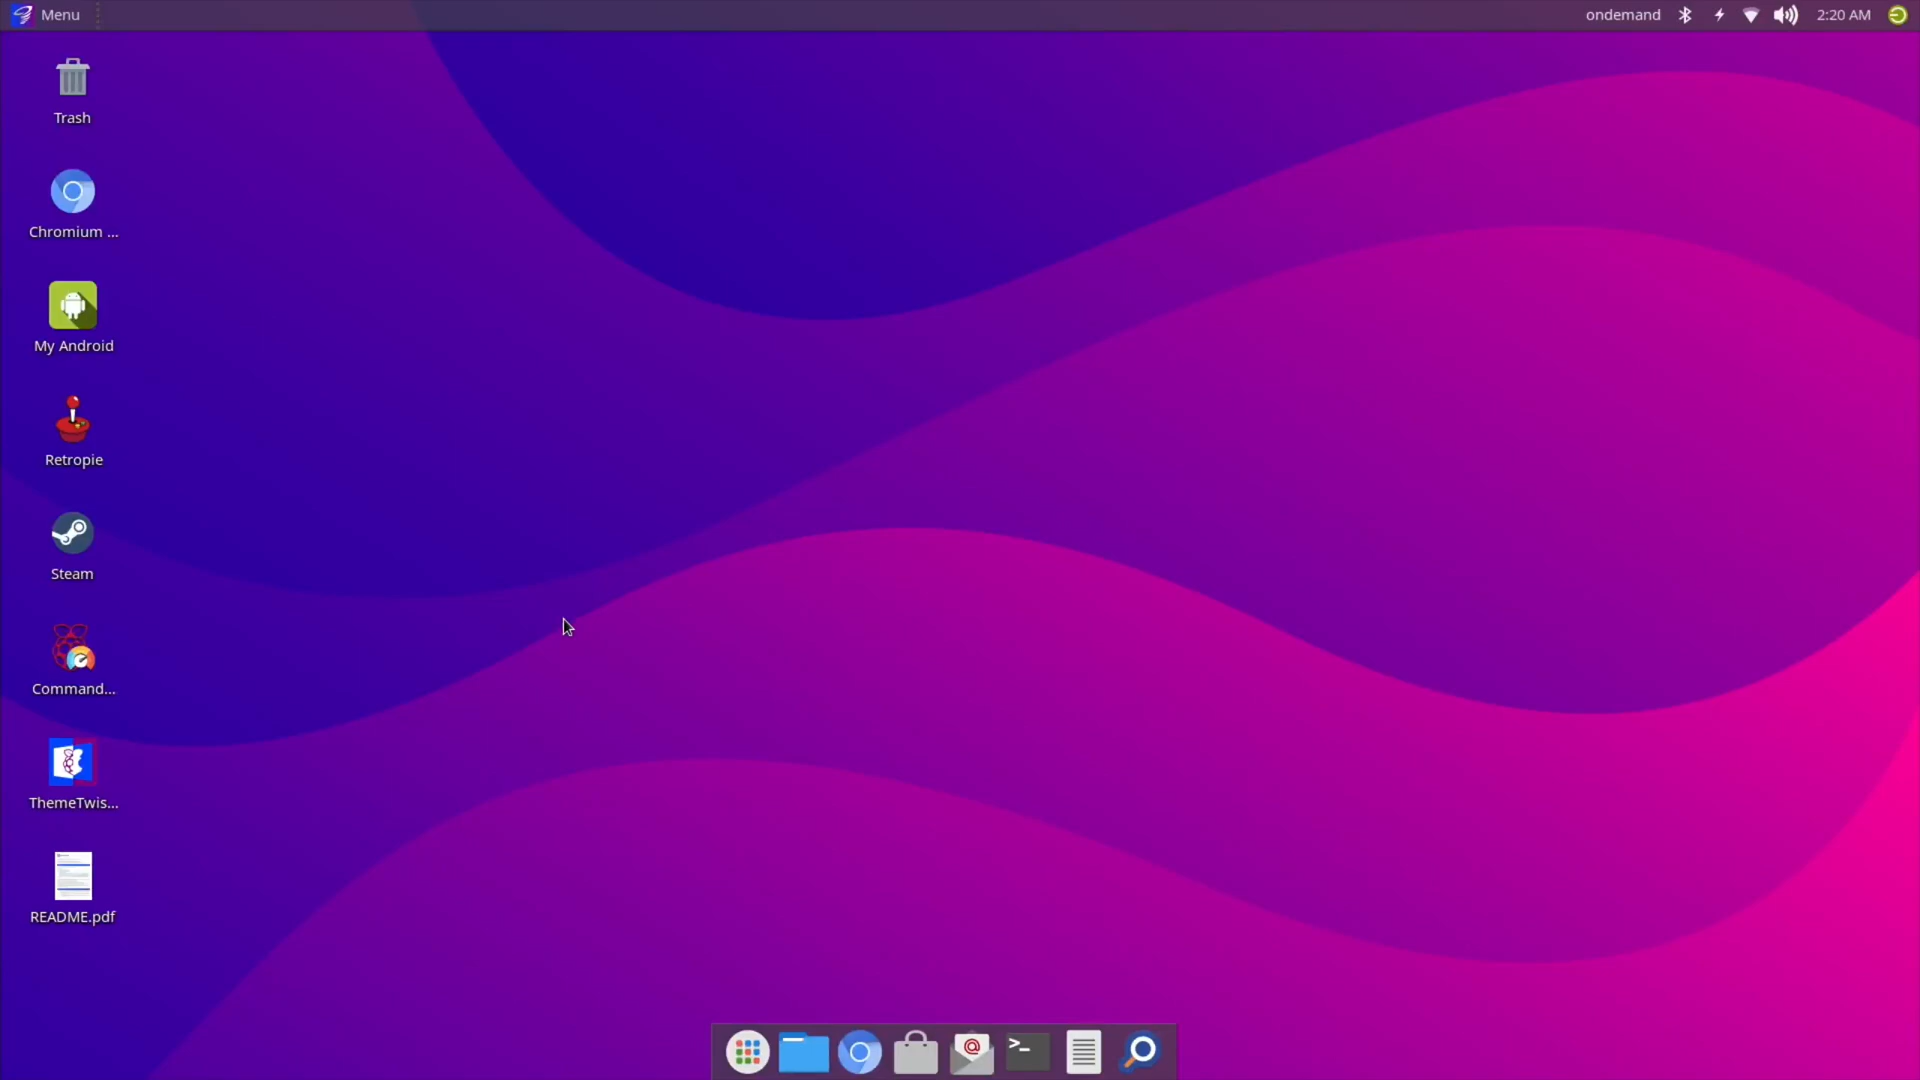 Menu
ondemand
2:20 AM
Trash
Chromium ...
My Android
Retropie
Steam
Command...
ThemeTwis...
README.pdf